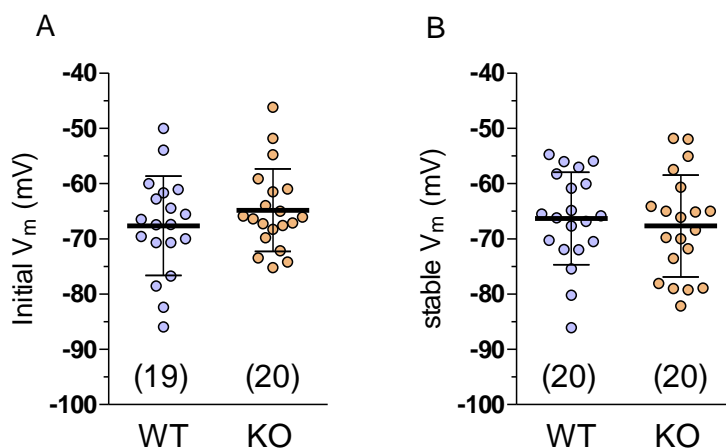 A
Initial Vm (mV)
-40
-50
-60
-70
-80
-90
-100
(19)
(20)
WT
KO
B
stable Vm (mV)
-40
-50
-60
-70
-80
-90
-100
(20)
(20)
WT
KO